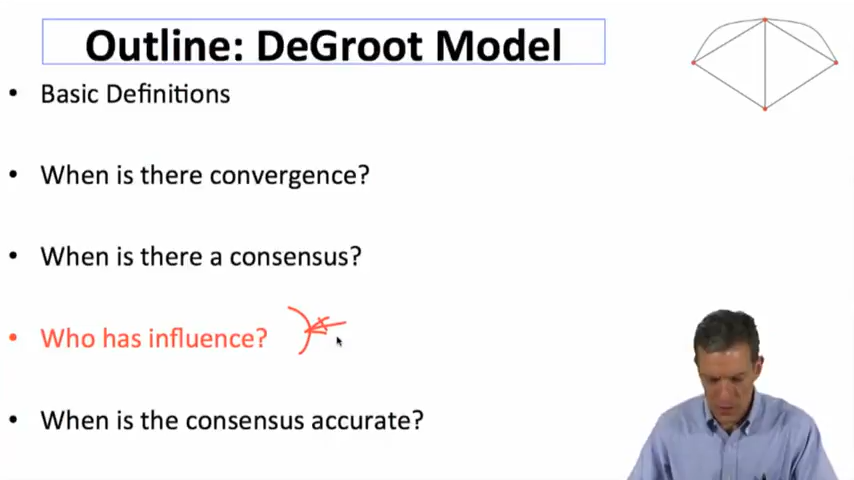 Outline: DeGroot Model
• Basic Definitions
• When is there convergence?
• When is there a consensus?
• Who has influence?
• When is the consensus accurate?